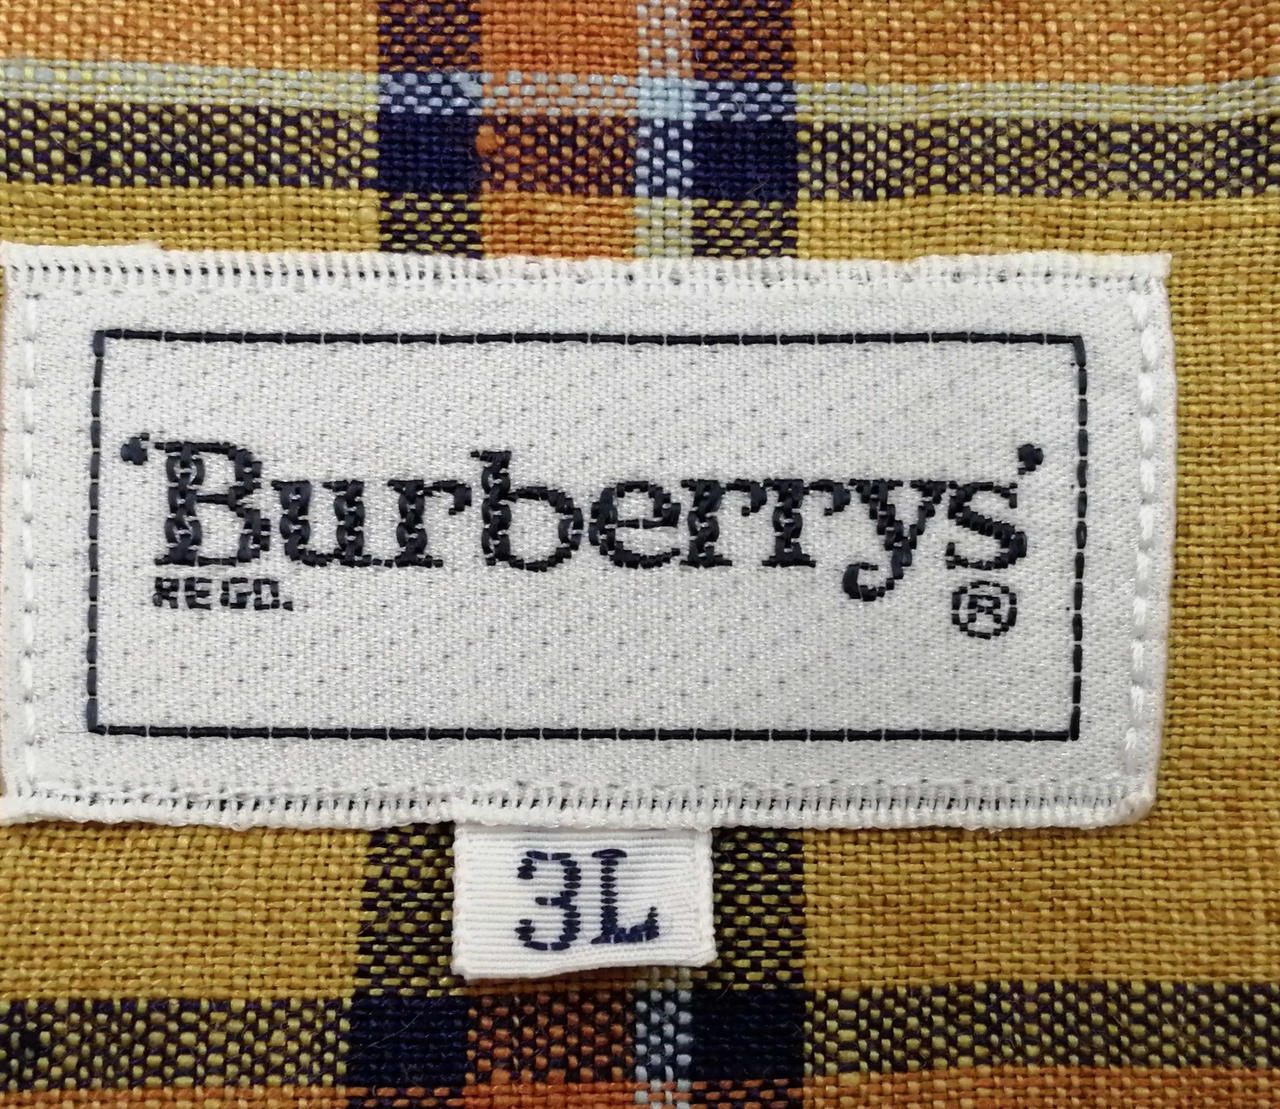 ‘Burberrys’
REGD. ®
3L